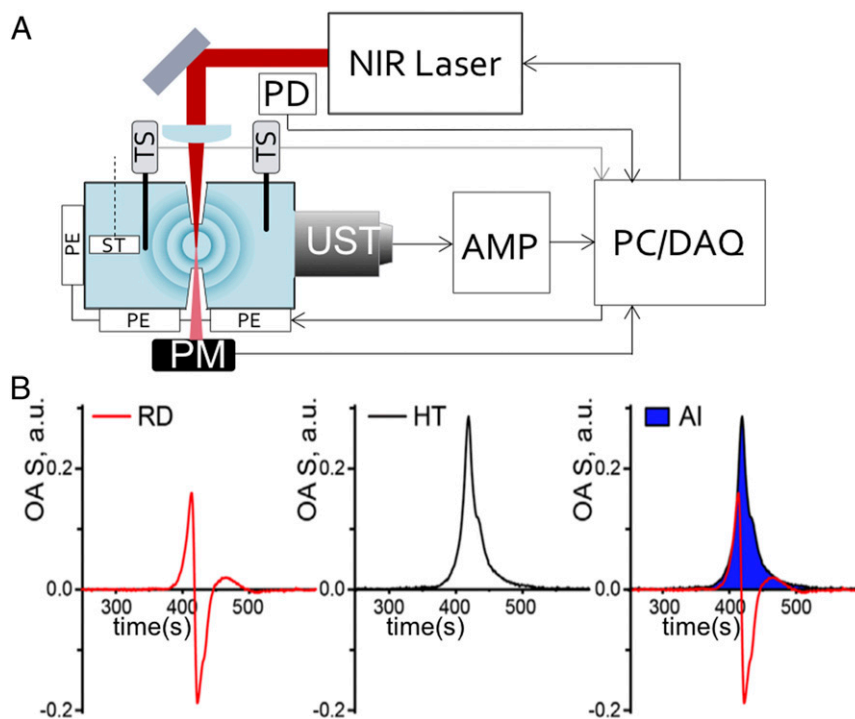 A
NIR Laser
PD
TS
TS
PE
ST
UST
AMP
PC/DAQ
PE
PE
PM
B
RD
OA S, a.u.
0.2
0.0
-0.2
300
400
500
time(s)
HT
OA S, a.u.
0.2
0.0
300
400
500
time(s)
AI
OA S, a.u.
0.2
0.0
-0.2
300
400
500
time(s)